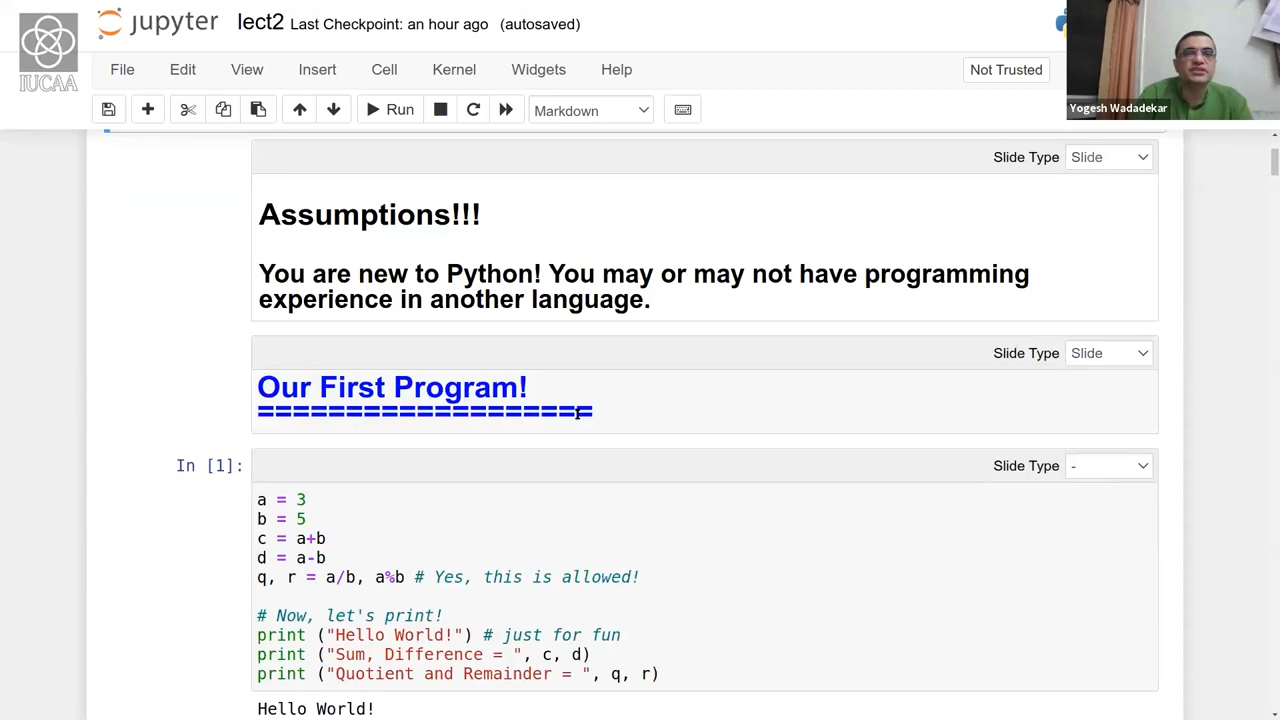 jupyter lect2 Last Checkpoint: an hour ago (autosaved)
IUCAA
File Edit View Insert Cell Kernel Widgets Help Not Trusted
Run Markdown
Yogesh Wadadekar
Slide Type Slide
Assumptions!!!
You are new to Python! You may or may not have programming
experience in another language.
Slide Type Slide
Our First Program!
===================
In [1]:
Slide Type -
a = 3
b = 5
c = a+b
d = a-b
q, r = a/b, a%b # Yes, this is allowed!
# Now, let's print!
print ("Hello World!") # just for fun
print ("Sum, Difference = ", c, d)
print ("Quotient and Remainder = ", q, r)
Hello World!